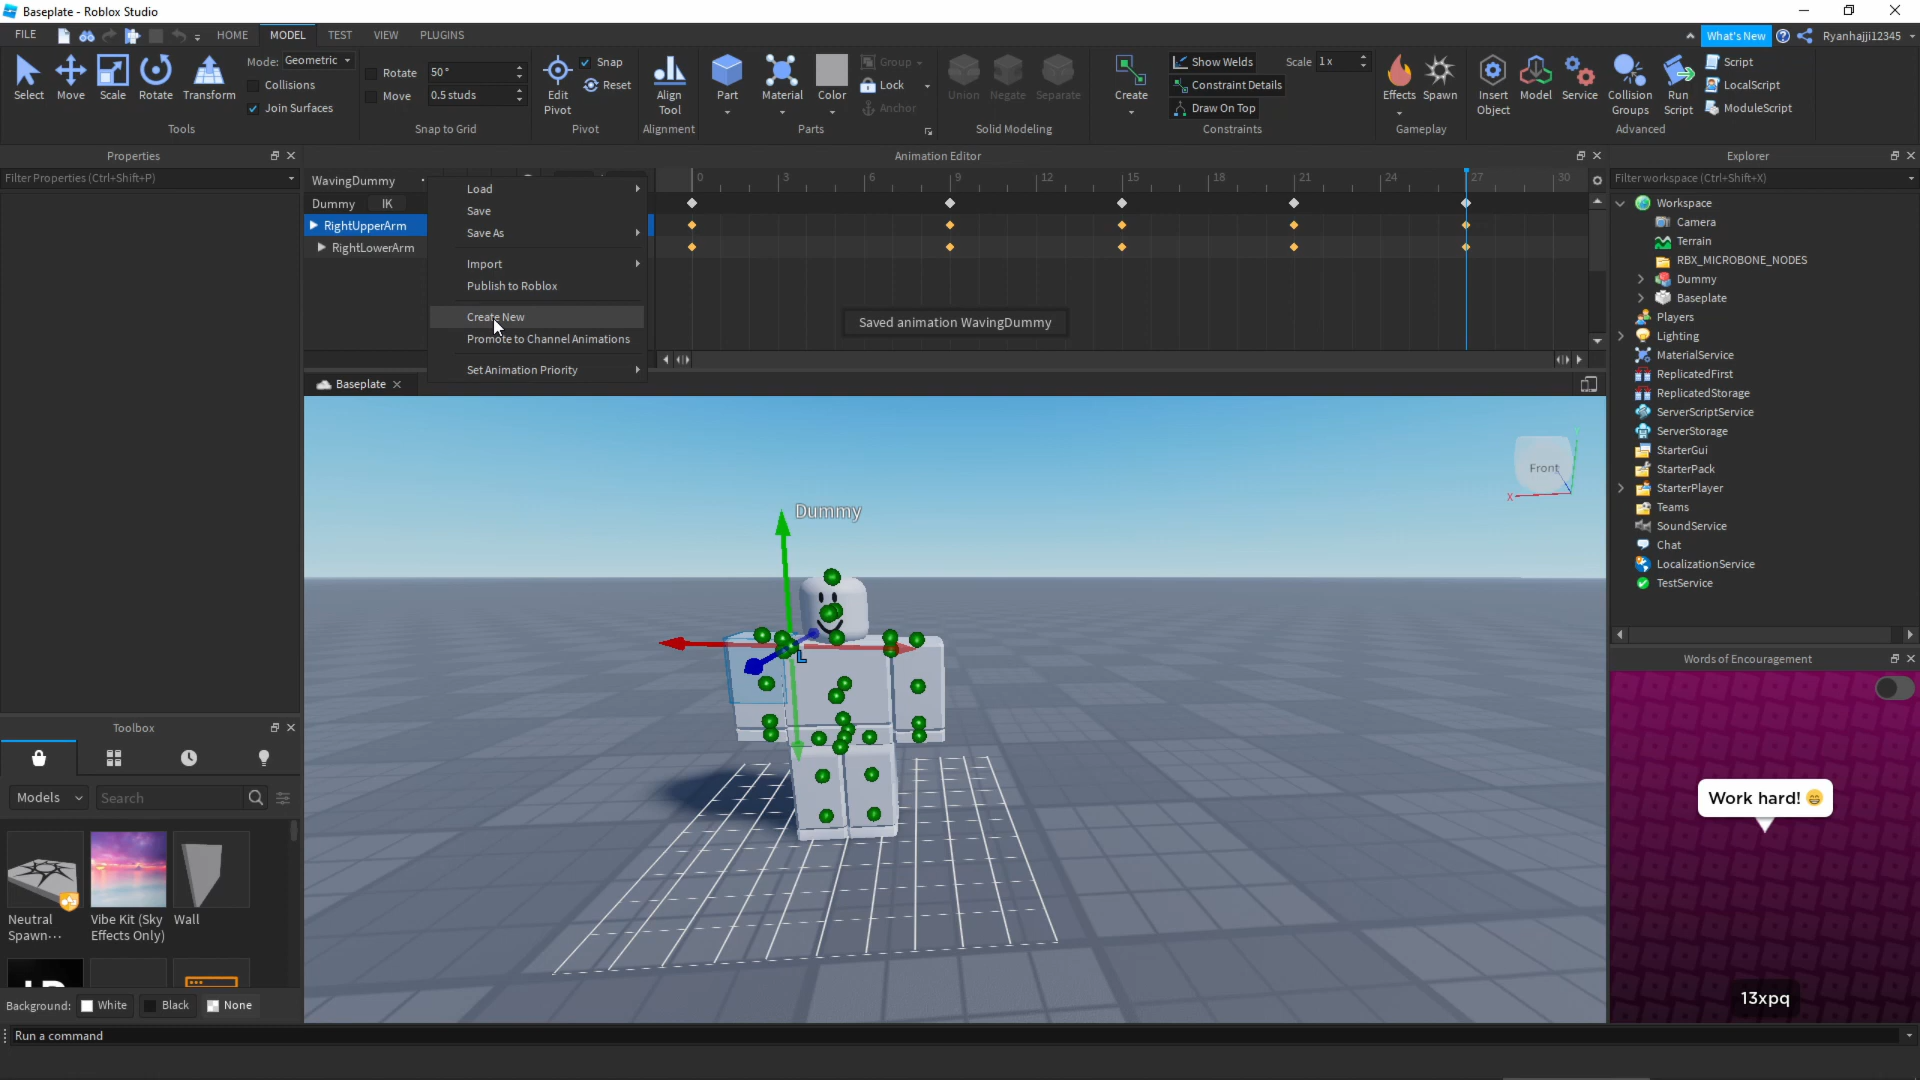 Baseplate - Roblox Studio
FILE HOME MODEL TEST VIEW PLUGINS What's New Ryanhajji12345
Select Move Scale Rotate Transform
Mode: Geometric
Collisions
Join Surfaces
Tools
Rotate 50°
Move 0.5 studs
Snap to Grid
Edit
Pivot
Snap
Reset
Pivot
Align
Tool
Alignment
Part Material Color
Group
Lock
Anchor
Parts
Union Negate Separate
Solid Modeling
Create
Show Welds
Constraint Details
Draw On Top
Scale 1 x
Constraints
Effects Spawn
Gameplay
Insert
Object
Model Service
Collision
Groups
Run
Script
Script
LocalScript
ModuleScript
Advanced
Properties
Filter Properties (Ctrl+Shift+P)
Animation Editor
WavingDummy
Dummy IK
RightUpperArm
RightLowerArm
0 3 6 9 12 15 18 21 24 27 30
Load
Save
Save As
Import
Publish to Roblox
Create New
Promote to Channel Animations
Set Animation Priority
Saved animation WavingDummy
Baseplate
Dummy
Front
X
L
Explorer
Filter workspace (Ctrl+Shift+X)
Workspace
Camera
Terrain
RBX_MICROBONE_NODES
Dummy
Baseplate
Players
Lighting
MaterialService
ReplicatedFirst
ReplicatedStorage
ServerScriptService
ServerStorage
StarterGui
StarterPack
StarterPlayer
Teams
SoundService
Chat
LocalizationService
TestService
Toolbox
Models Search
Neutral
Spawn...
Vibe Kit (Sky
Effects Only)
Wall
Background: White Black None
Words of Encouragement
Work hard! 😁
13xpq
Run a command